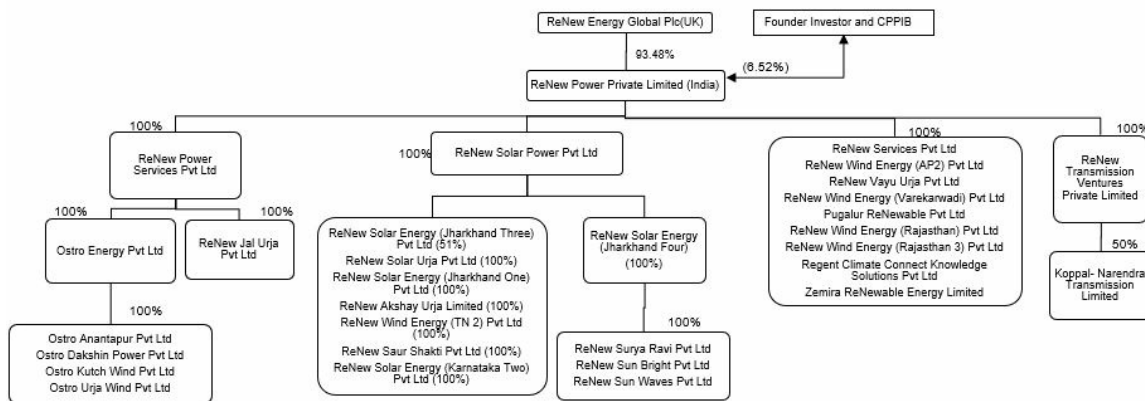 ReNew Energy Global Plc(UK)
Founder Investor and CPPIB
93.48%
(6.52%)
ReNew Power Private Limited (India)
100%
ReNew Power
Services Pvt Ltd
100%
ReNew Solar Power Pvt Ltd
100%
ReNew Services Pvt Ltd
ReNew Wind Energy (AP2) Pvt Ltd
ReNew Vayu Urja Pvt Ltd
ReNew Wind Energy (Varekarwadi) Pvt Ltd
Pugalur ReNewable Pvt Ltd
ReNew Wind Energy (Rajasthan) Pvt Ltd
ReNew Wind Energy (Rajasthan 3) Pvt Ltd
Regent Climate Connect Knowledge
Solutions Pvt Ltd
Zemira ReNewable Energy Limited
100%
ReNew
Transmission
Ventures
Private Limited
100%
Ostro Energy Pvt Ltd
100%
ReNew Jal Urja
Pvt Ltd
ReNew Solar Energy (Jharkhand Three)
Pvt Ltd (51%)
ReNew Solar Urja Pvt Ltd (100%)
ReNew Solar Energy (Jharkhand One)
Pvt Ltd (100%)
ReNew Akshay Urja Limited (100%)
ReNew Wind Energy (TN 2) Pvt Ltd
(100%)
ReNew Saur Shakti Pvt Ltd (100%)
ReNew Solar Energy (Karnataka Two)
Pvt Ltd (100%)
ReNew Solar Energy
(Jharkhand Four)
(100%)
50%
Koppal- Narendra
Transmission
Limited
100%
Ostro Anantapur Pvt Ltd
Ostro Dakshin Power Pvt Ltd
Ostro Kutch Wind Pvt Ltd
Ostro Urja Wind Pvt Ltd
100%
ReNew Surya Ravi Pvt Ltd
ReNew Sun Bright Pvt Ltd
ReNew Sun Waves Pvt Ltd